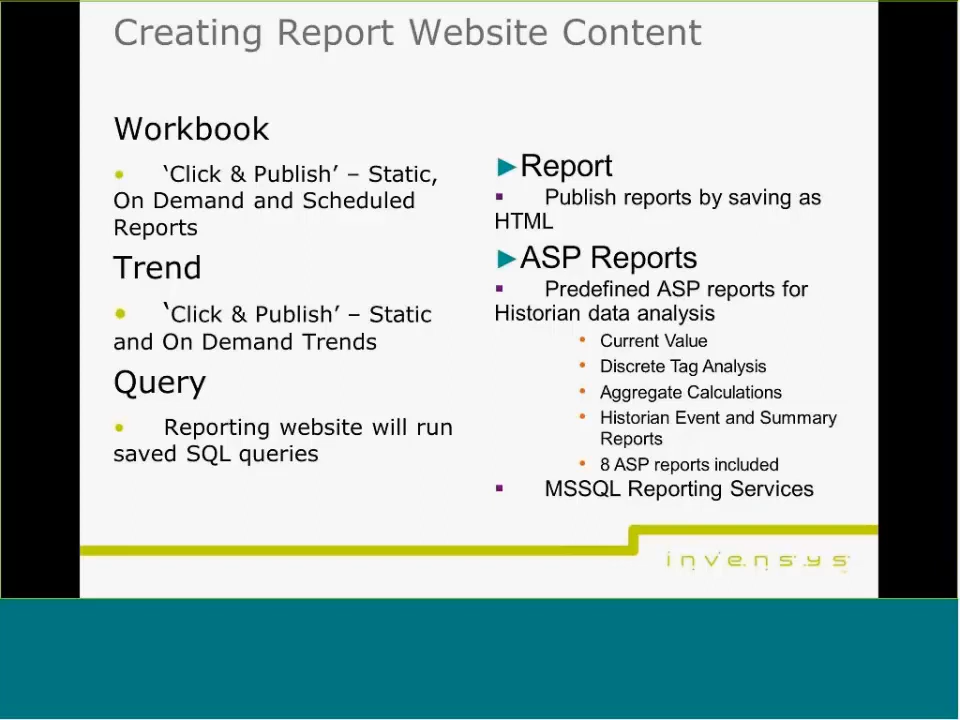 Creating Report Website Content
Workbook
• ‘Click & Publish’ – Static,
On Demand and Scheduled
Reports
Trend
• ‘Click & Publish’ – Static
and On Demand Trends
Query
• Reporting website will run
saved SQL queries
►Report
▪ Publish reports by saving as
HTML
►ASP Reports
▪ Predefined ASP reports for
Historian data analysis
• Current Value
• Discrete Tag Analysis
• Aggregate Calculations
• Historian Event and Summary
Reports
• 8 ASP reports included
▪ MSSQL Reporting Services
invensys